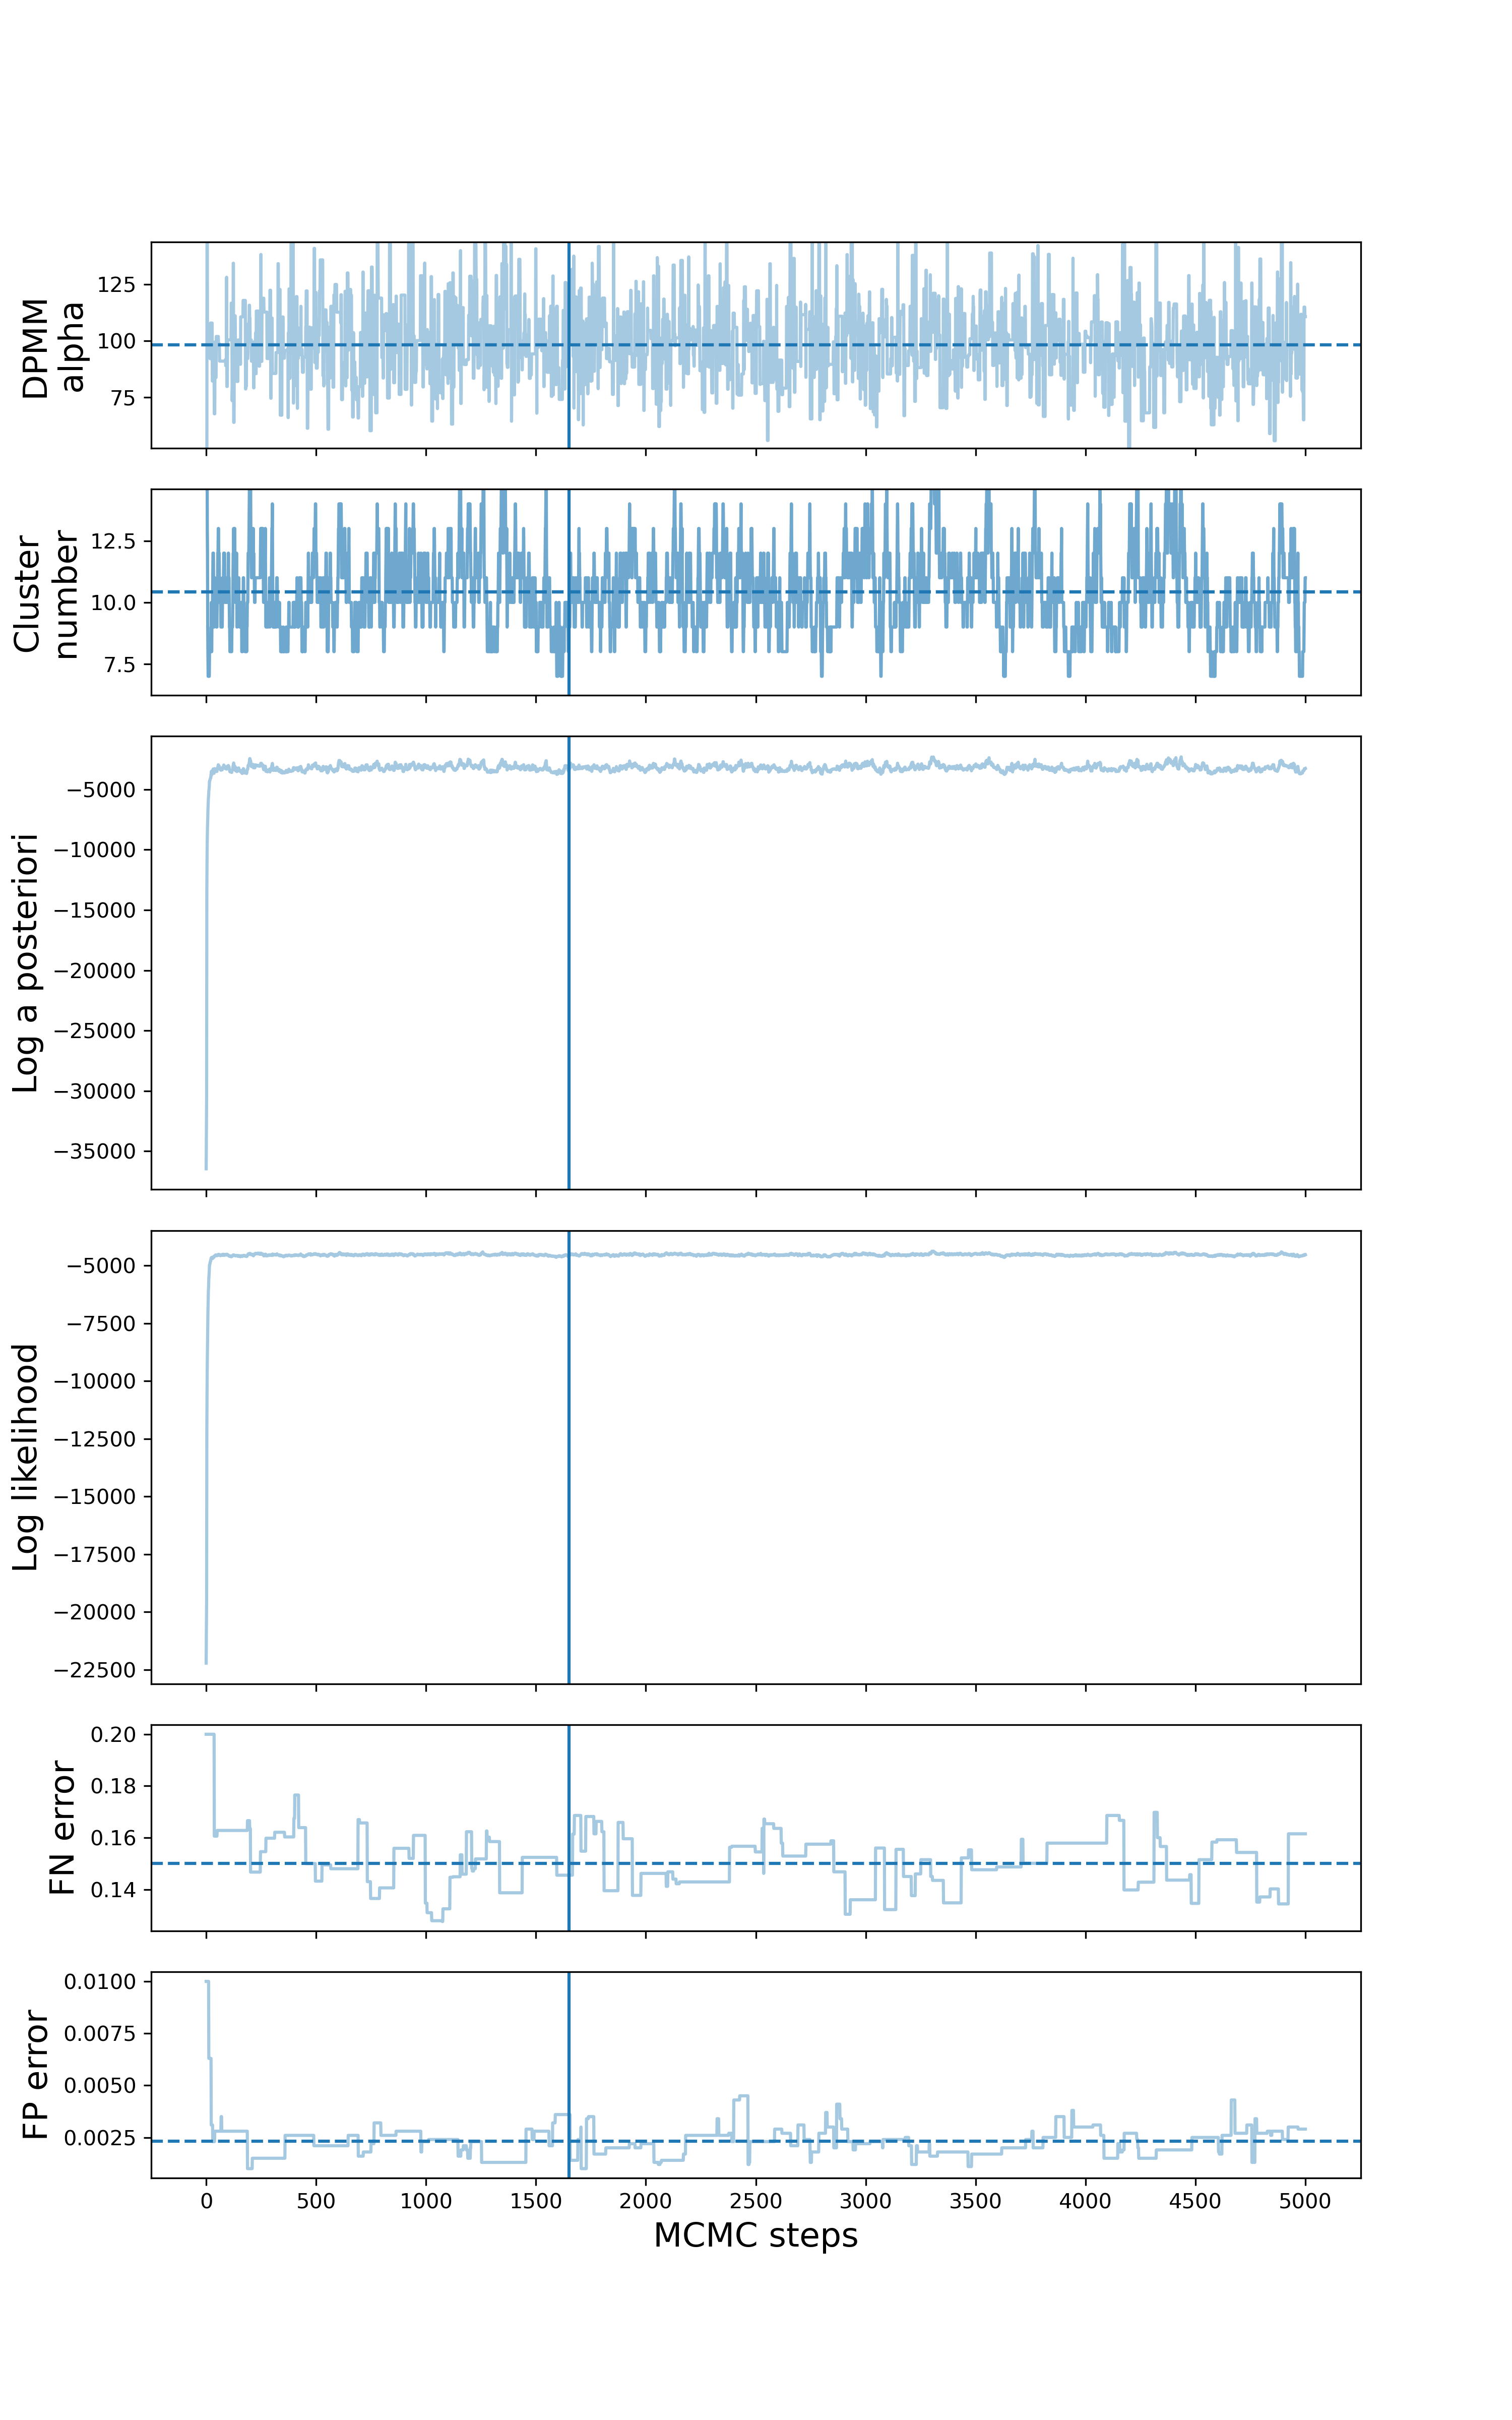 DPMM
alpha
125
100
75
Cluster
number
12.5
10.0
7.5
Log a posteriori
−5000
−10000
−15000
−20000
−25000
−30000
−35000
Log likelihood
−5000
−7500
−10000
−12500
−15000
−17500
−20000
−22500
FN error
0.20
0.18
0.16
0.14
FP error
0.0100
0.0075
0.0050
0.0025
0 500 1000 1500 2000 2500 3000 3500 4000 4500 5000
MCMC steps